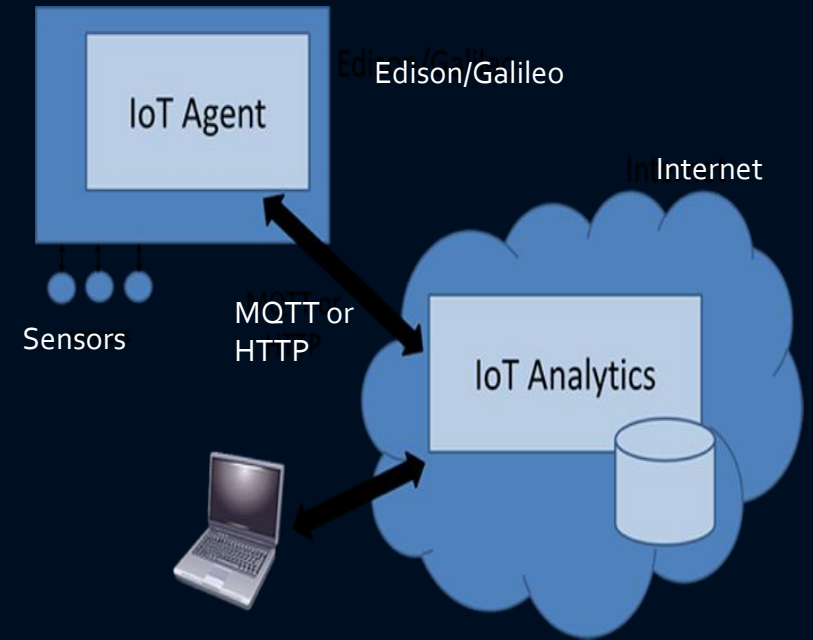 Edison/Galileo
IoT Agent
Internet
MQTT or
HTTP
Sensors
IoT Analytics